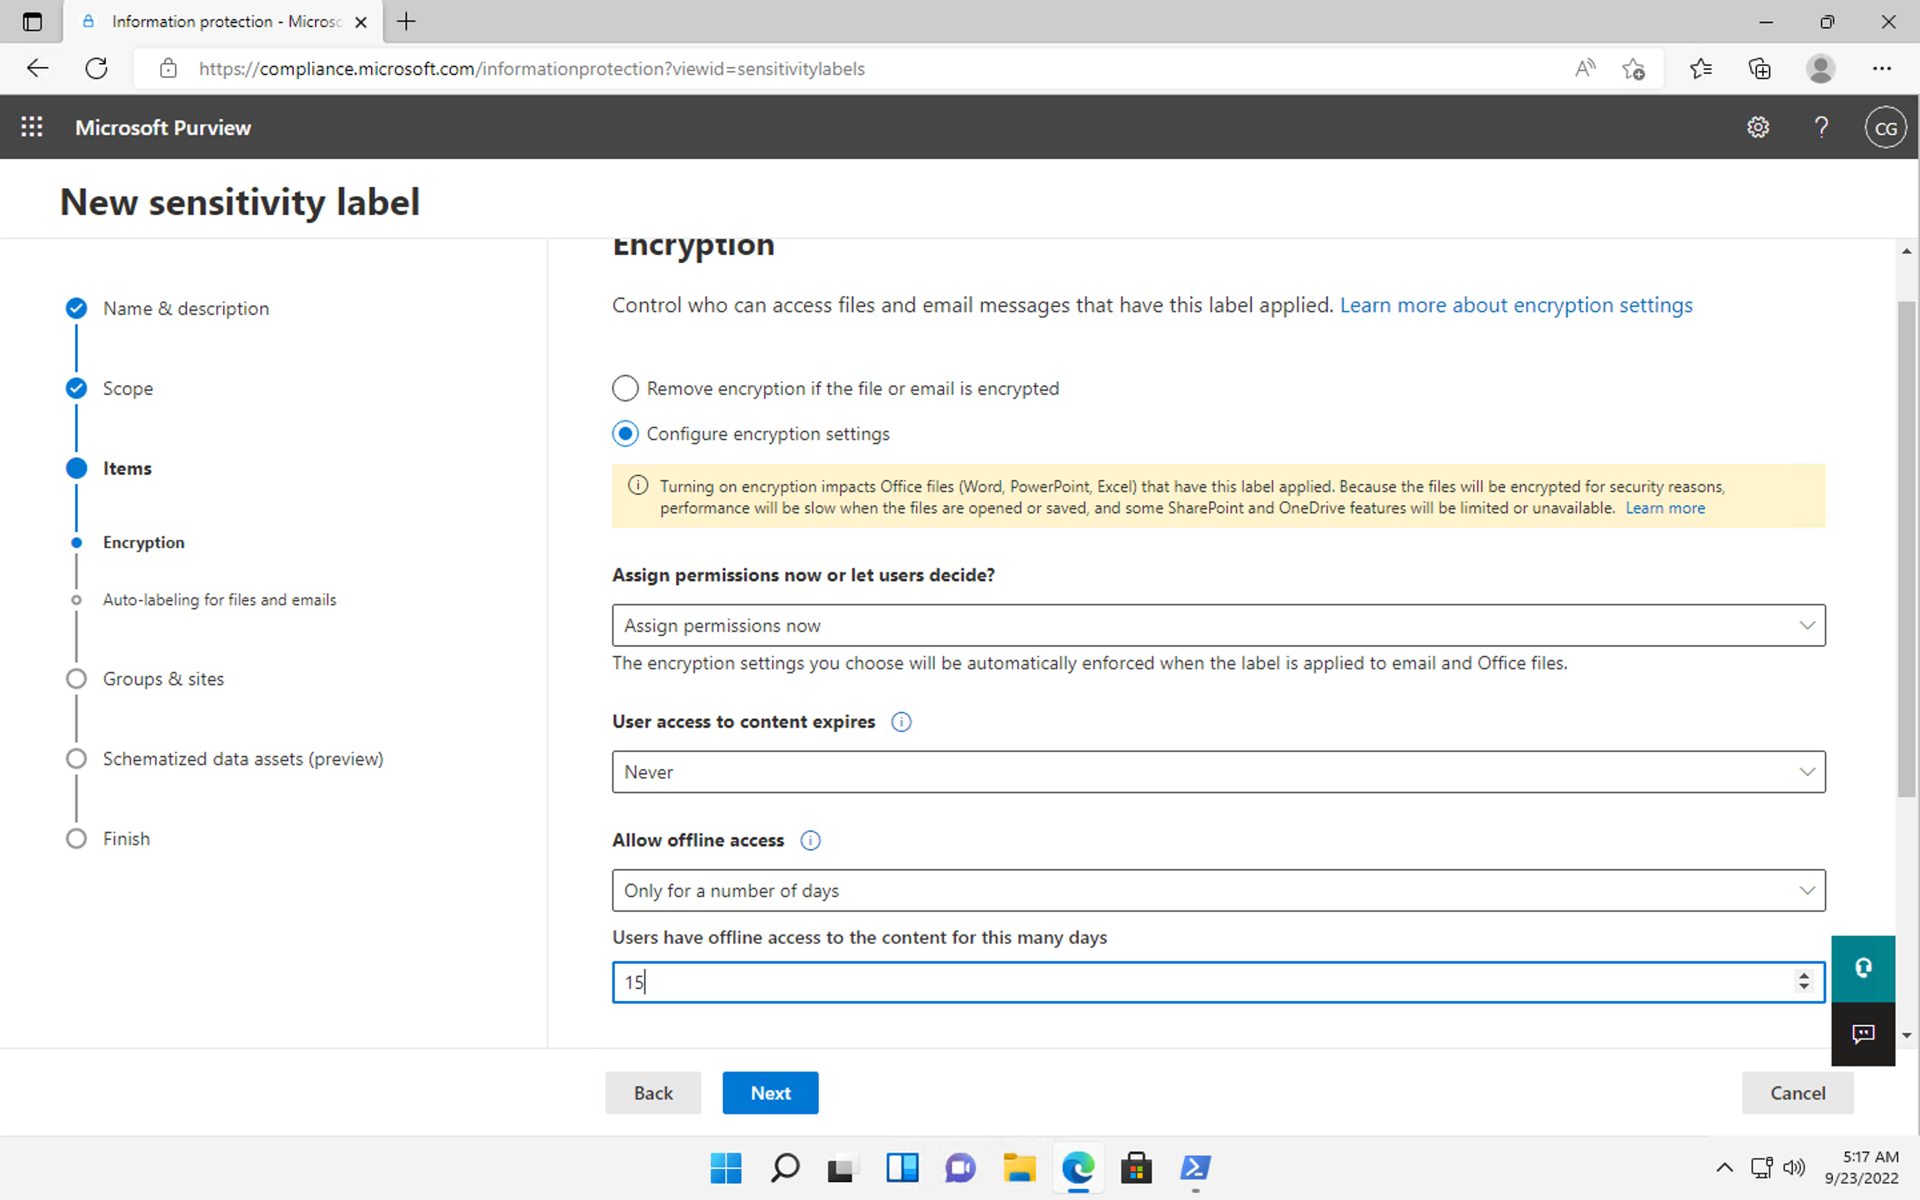 Information protection - Microsc
https://compliance.microsoft.com/informationprotection?viewid=sensitivitylabels
Microsoft Purview
CG
New sensitivity label
Name & description
Scope
Items
Encryption
Auto-labeling for files and emails
Groups & sites
Schematized data assets (preview)
Finish
Encryption
Control who can access files and email messages that have this label applied. Learn more about encryption settings
Remove encryption if the file or email is encrypted
Configure encryption settings
Turning on encryption impacts Office files (Word, PowerPoint, Excel) that have this label applied. Because the files will be encrypted for security reasons,
performance will be slow when the files are opened or saved, and some SharePoint and OneDrive features will be limited or unavailable. Learn more
Assign permissions now or let users decide?
Assign permissions now
The encryption settings you choose will be automatically enforced when the label is applied to email and Office files.
User access to content expires
Never
Allow offline access
Only for a number of days
Users have offline access to the content for this many days
15
Back
Next
Cancel
5:17 AM
9/23/2022